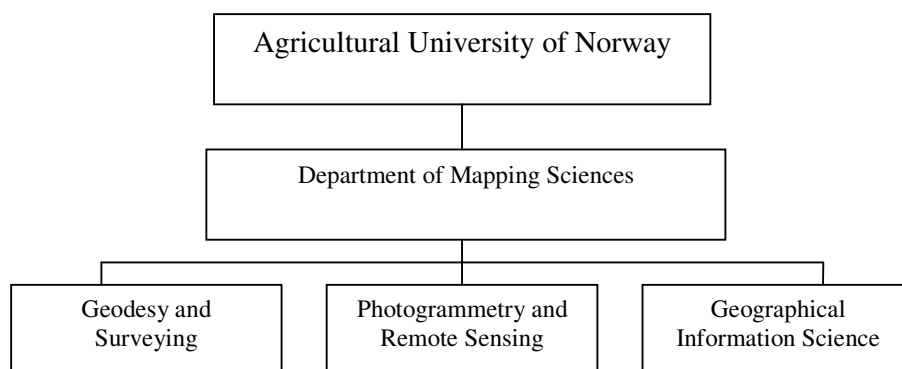 Agricultural University of Norway
Department of Mapping Sciences
Geodesy and
Surveying
Photogrammetry and
Remote Sensing
Geographical
Information Science